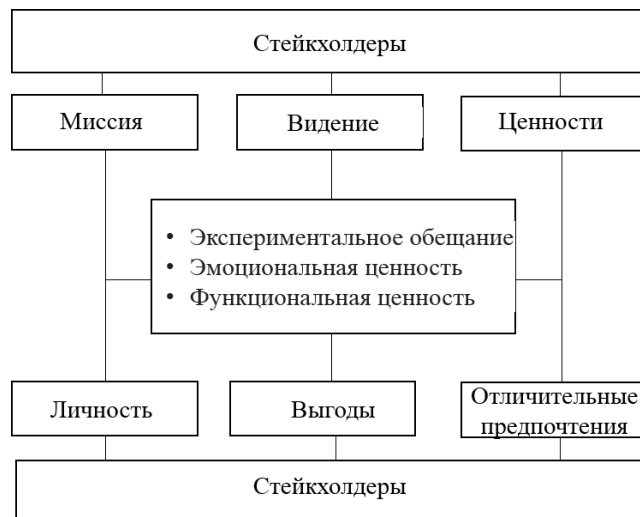 Стейкхолдеры
Миссия
Видение
Ценности
• Экспериментальное обещание
• Эмоциональная ценность
• Функциональная ценность
Личность
Выгоды
Отличительные
предпочтения
Стейкхолдеры